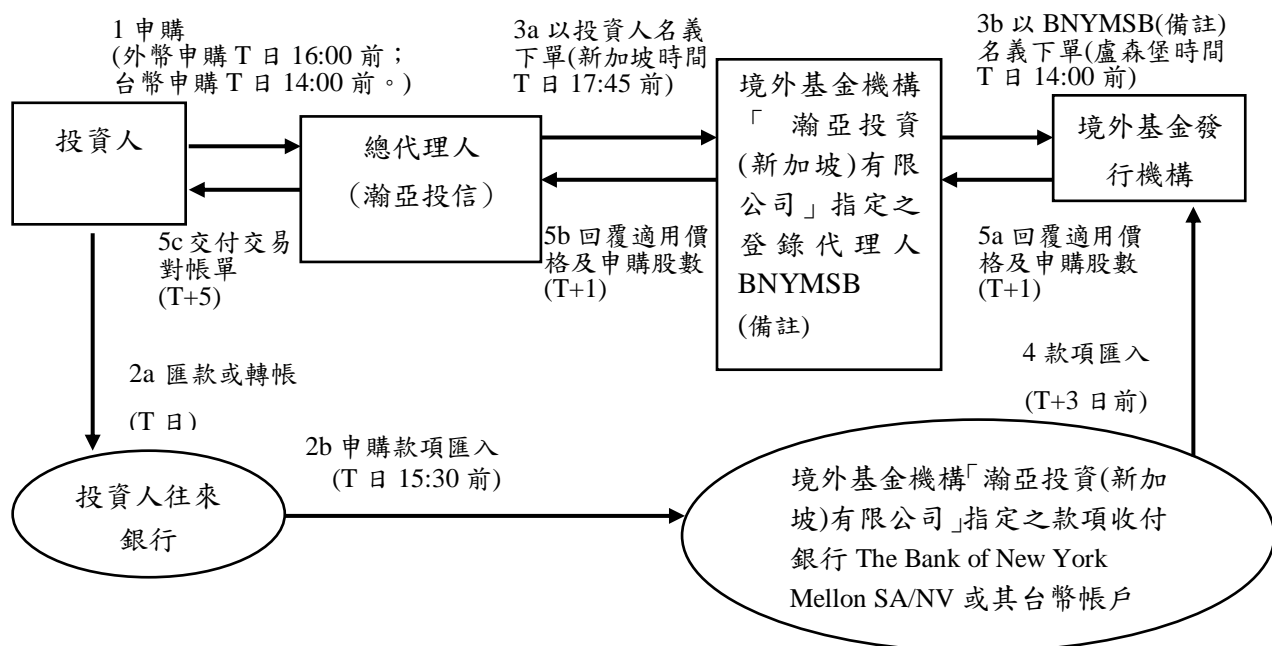 1 申購
(外幣申購 T 日 16:00 前；
台幣申購 T 日 14:00 前。)
3a 以投資人名義
下單(新加坡時間
T 日 17:45 前)
3b 以 BNYMSB(備註)
名義下單(盧森堡時間
T 日 14:00 前)
投資人
總代理人
（瀚亞投信）
境外基金機構
「 瀚亞投資
(新加坡)有限
公司」指定之
登錄代理人
BNYMSB
(備註)
境外基金發
行機構
5c 交付交易
對帳單
(T+5)
5b 回覆適用價
格及申購股數
(T+1)
5a 回覆適用價
格及申購股數
(T+1)
2a 匯款或轉帳
(T 日)
4 款項匯入
(T+3 日前)
2b 申購款項匯入
(T 日 15:30 前)
投資人往來
銀行
境外基金機構「瀚亞投資(新加
坡)有限公司」指定之款項收付
銀行 The Bank of New York
Mellon SA/NV 或其台幣帳戶